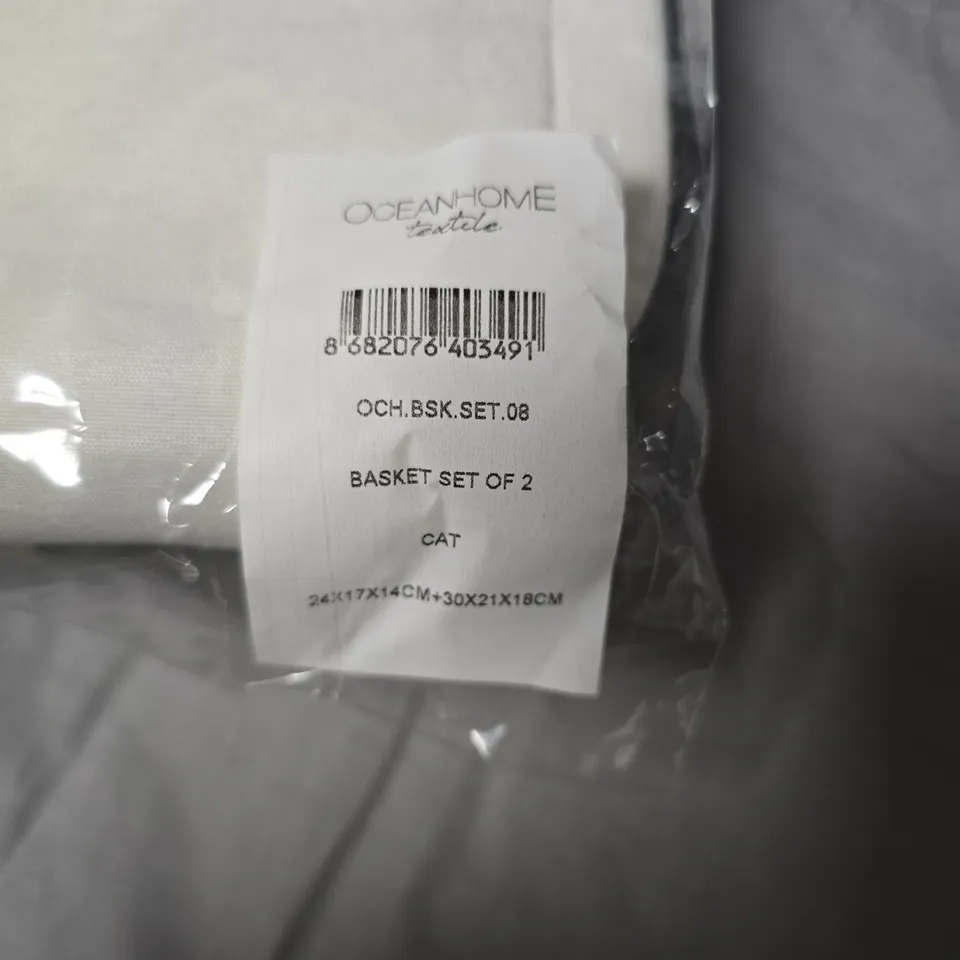 OCEANHOME
textile
8 682076 403491
OCH.BSK.SET.08
BASKET SET OF 2
CAT
24X17X14CM+30X21X18CM